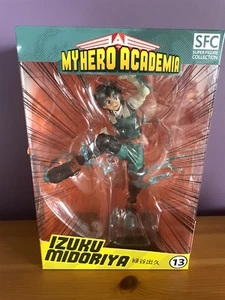 MY HERO ACADEMIA
SFC
SUPER FIGURE
COLLECTION
IZUKU
MIDORIYA 緑谷出久
13